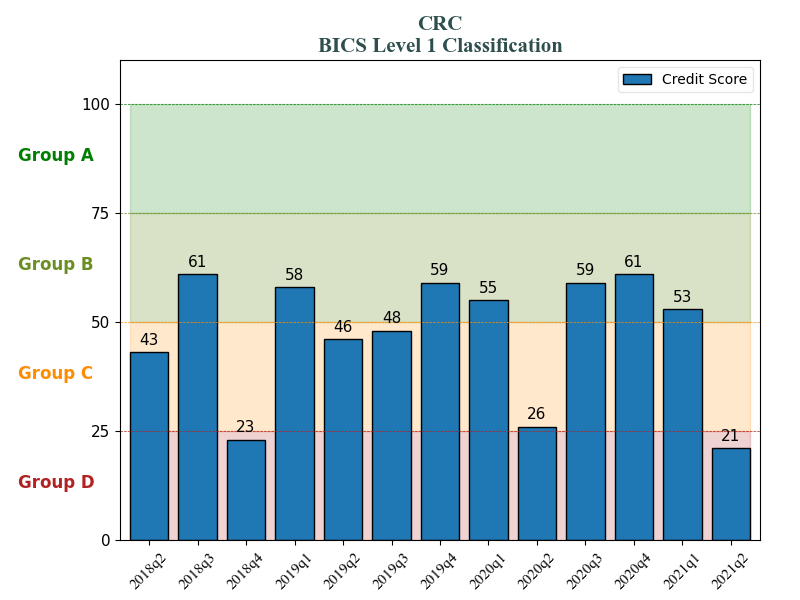 CRC
BICS Level 1 Classification
Credit Score
100
Group A
75
Group B
50
Group C
25
Group D
0
43
61
23
58
46
48
59
55
26
59
61
53
21
2018q2
2018q3
2018q4
2019q1
2019q2
2019q3
2019q4
2020q1
2020q2
2020q3
2020q4
2021q1
2021q2